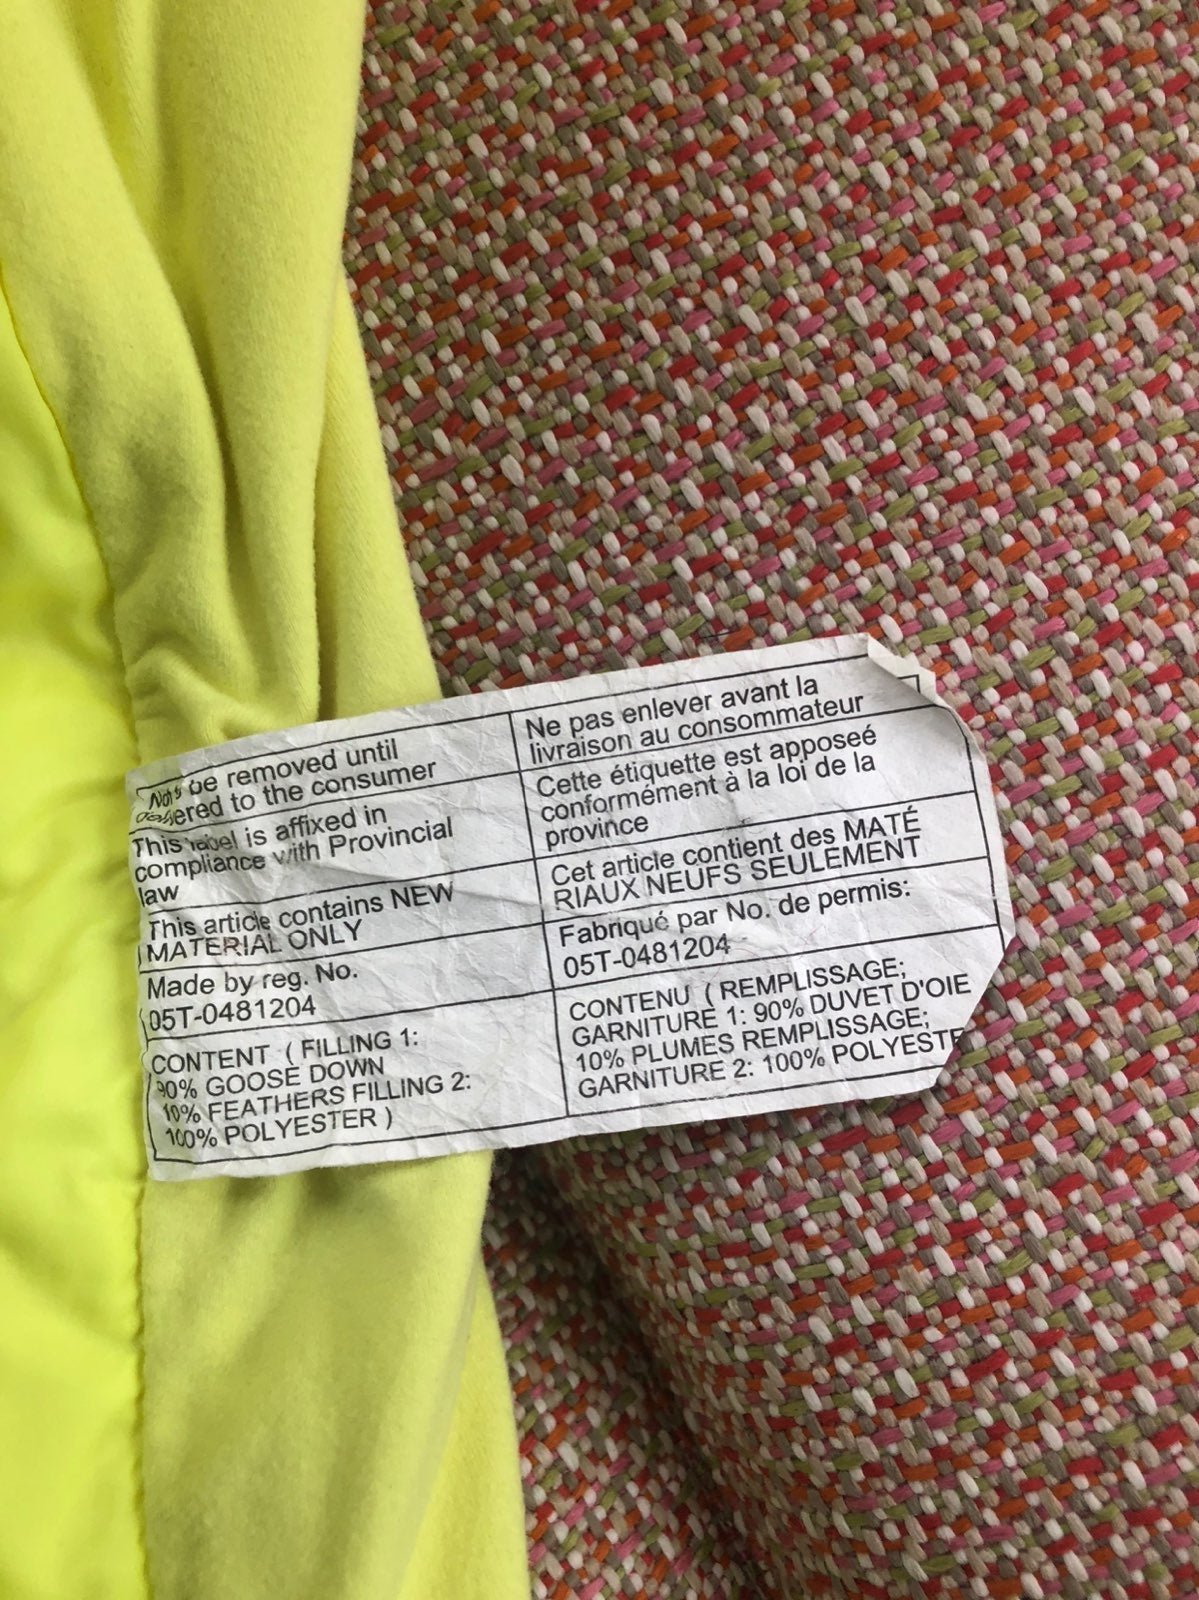 Not be removed until
delivered to the consumer
This label is affixed in
compliance with Provincial
law
This article contains NEW
MATERIAL ONLY
Made by reg. No.
05T-0481204
CONTENT ( FILLING 1:
90% GOOSE DOWN
10% FEATHERS FILLING 2:
100% POLYESTER )
Ne pas enlever avant la
livraison au consommateur
Cette étiquette est apposeé
conformément à la loi de la
province
Cet article contient des MATÉ
RIAUX NEUFS SEULEMENT
Fabriqué par No. de permis:
05T-0481204
CONTENU ( REMPLISSAGE;
GARNITURE 1: 90% DUVET D'OIE
10% PLUMES REMPLISSAGE;
GARNITURE 2: 100% POLYESTE